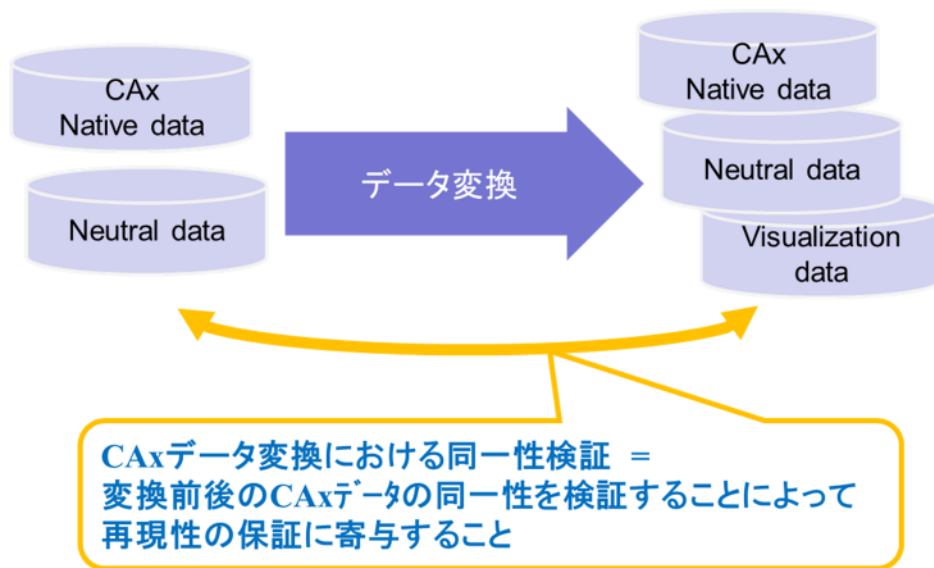 CAx
Native data
Neutral data
データ変換
CAx
Native data
Neutral data
Visualization
data
CAxデータ変換における同一性検証 =
変換前後のCAxﾃﾞｰﾀの同一性を検証することによって
再現性の保証に寄与すること